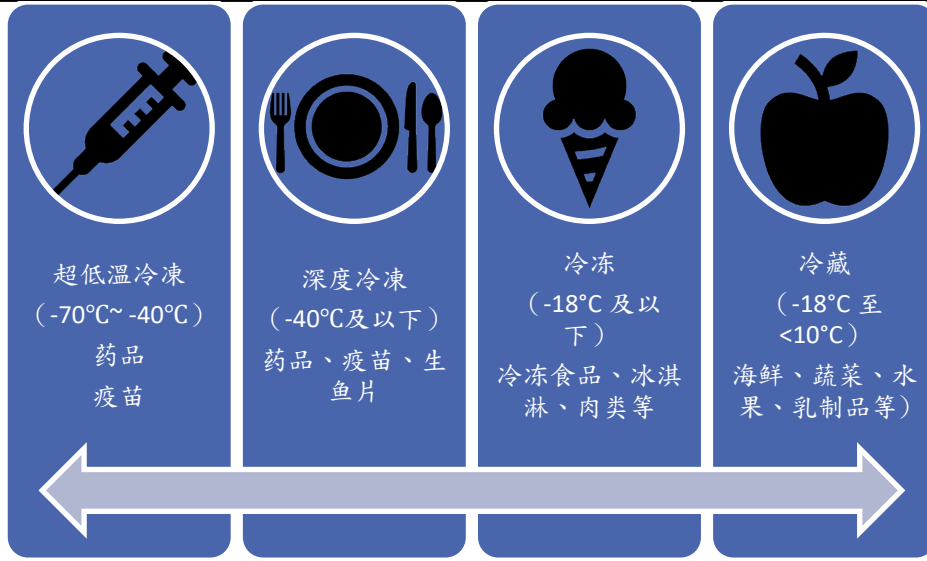 超低溫冷凍
（-70℃~ -40℃）
药品
疫苗
深度冷凍
（-40℃及以下）
药品、疫苗、生
鱼片
冷冻
（-18°C 及以
下）
冷冻食品、冰淇
淋、肉类等
冷藏
（-18°C 至
<10°C）
海鲜、蔬菜、水
果、乳制品等）